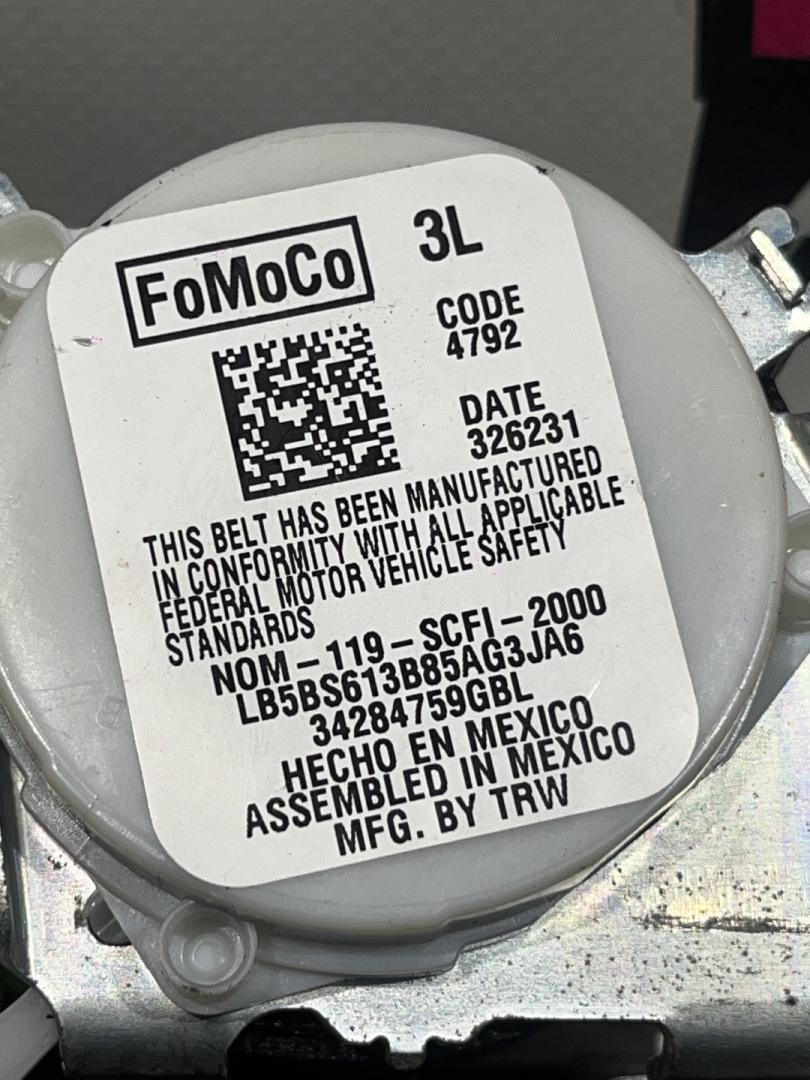 FoMoCo
3L
CODE
4792
DATE
326231
THIS BELT HAS BEEN MANUFACTURED
IN CONFORMITY WITH ALL APPLICABLE
FEDERAL MOTOR VEHICLE SAFETY
STANDARDS
NOM-119-SCFI-2000
LB5BS613B85AG3JA6
34284759GBL
HECHO EN MEXICO
ASSEMBLED IN MEXICO
MFG. BY TRW